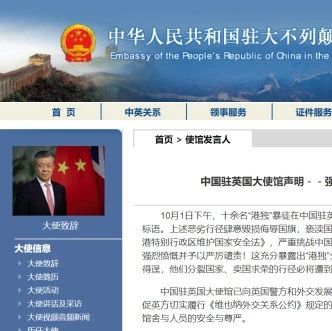 中华人民共和国驻大不列颠
Embassy of the People's Republic of China in the
首 页
中英关系
领事服务
证件服务
首页 > 使馆发言人
大使致辞
大使信息
大使致辞
大使简历
大使活动
大使讲话及采访
大使视频音频新闻
历任大使
中国驻英国大使馆声明--强
10月1日下午，十余名“港独”暴徒在中国驻英
标语。上述恶行径肆意毁损侮辱国旗，亵渎国
港特别行政区维护国家安全法》，严重挑战中国
强烈愤慨并予以严厉谴责！这充分暴露出“港独”
得误，他们分裂国家、卖国求荣的行径必将遭到
中国驻英国大使馆已向英国警方和外交发展
促英方切实履行《维也纳外交关系公约》规定的
馆舍与人员的安全与尊严。